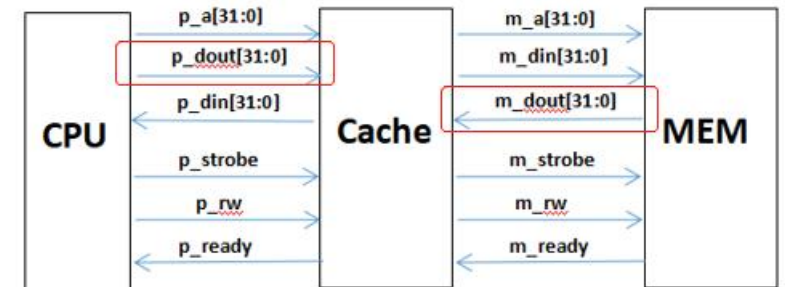 p_a[31:0] m_a[31:0]
p_dout[31:0] m_din[31:0]
p_din[31:0] m_dout[31:0]
CPU Cache MEM
p_strobe m_strobe
p_rw m_rw
p_ready m_ready